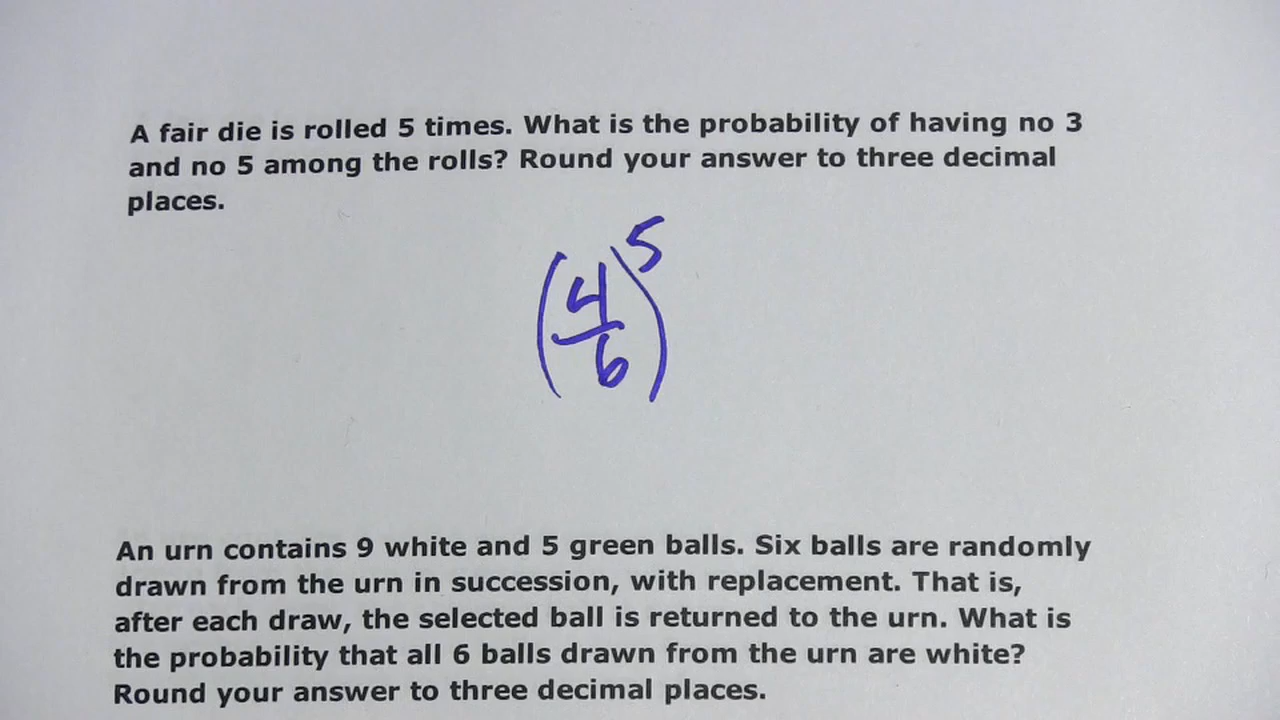 A fair die is rolled 5 times. What is the probability of having no 3
and no 5 among the rolls? Round your answer to three decimal
places.
(4/6)^5
An urn contains 9 white and 5 green balls. Six balls are randomly
drawn from the urn in succession, with replacement. That is,
after each draw, the selected ball is returned to the urn. What is
the probability that all 6 balls drawn from the urn are white?
Round your answer to three decimal places.